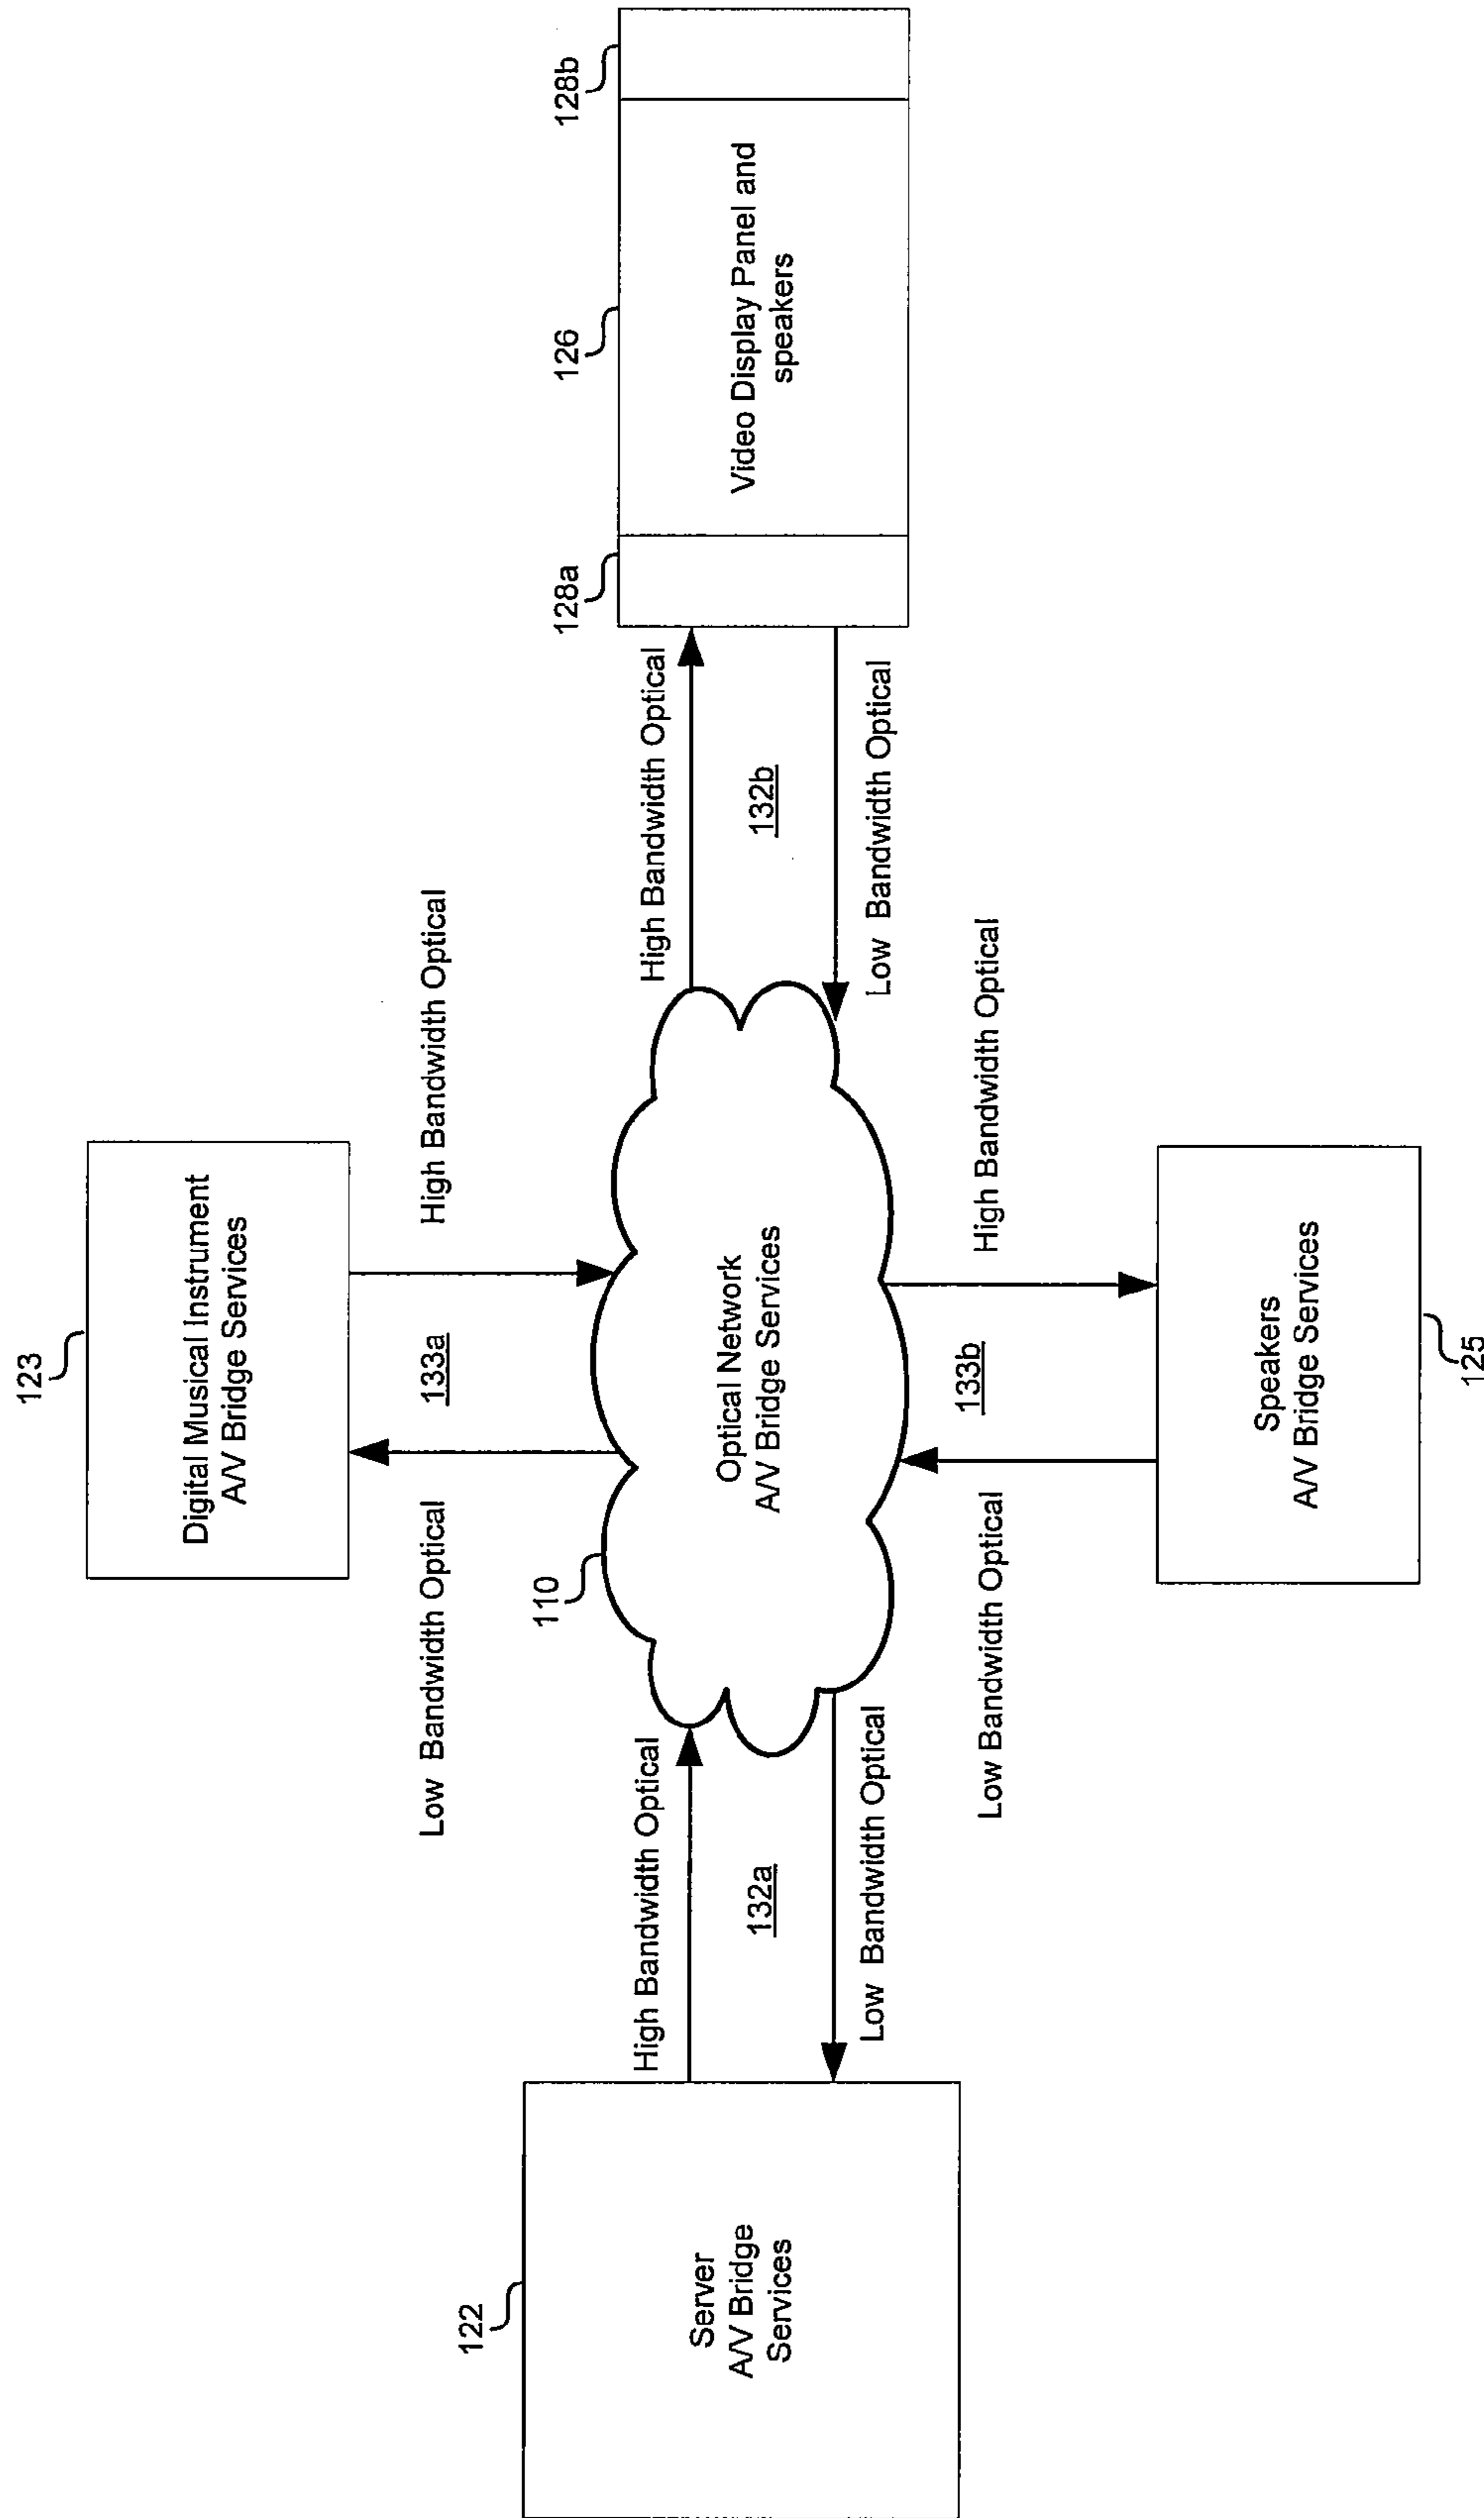 123
Digital Musical Instrument
A/V Bridge Services
Low Bandwidth Optical
133a
High Bandwidth Optical
122
Server
A/V Bridge
Services
High Bandwidth Optical
132a
Low Bandwidth Optical
110
Optical Network
A/V Bridge Services
High Bandwidth Optical
132b
Low Bandwidth Optical
128a
126
128b
Video Display Panel and
speakers
Low Bandwidth Optical
133b
High Bandwidth Optical
Speakers
A/V Bridge Services
125